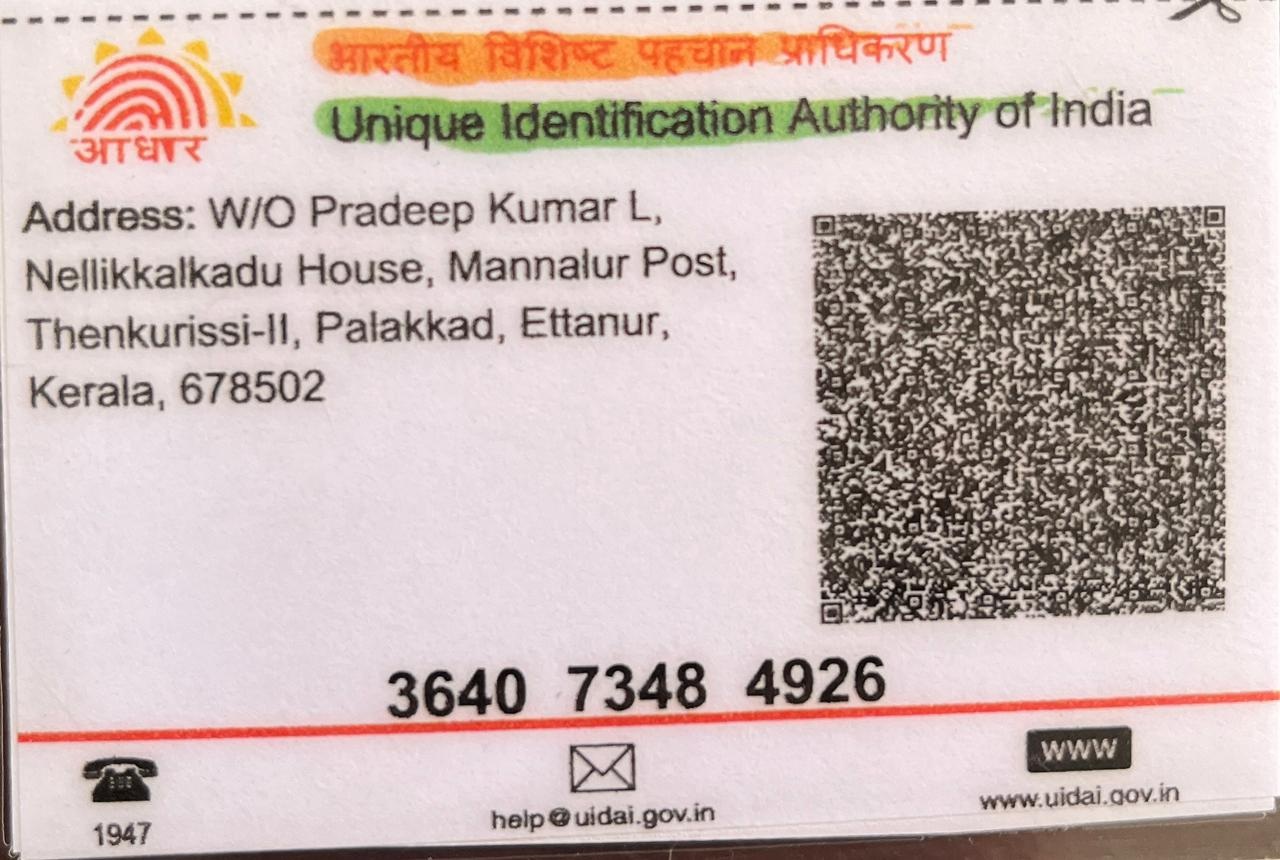 भारतीय विशिष्ट पहचान प्राधिकरण
Unique Identification Authority of India
आधार
Address: W/O Pradeep Kumar L,
Nellikkalkadu House, Mannalur Post,
Thenkurissi-II, Palakkad, Ettanur,
Kerala, 678502
3640 7348 4926
1947
help@uidai.gov.in
www
www.uidai.gov.in